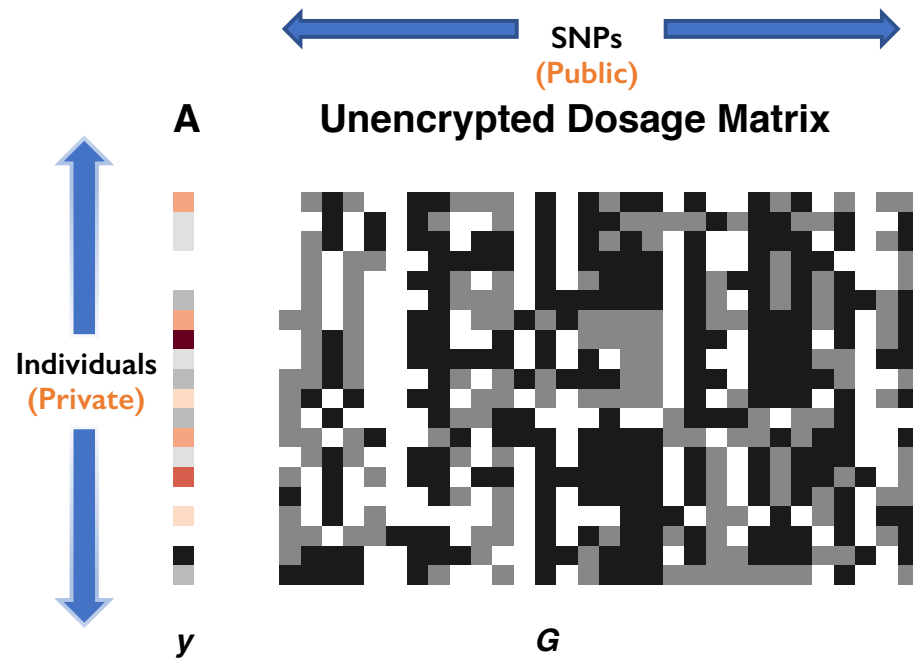 SNPs
(Public)
A
Unencrypted Dosage Matrix
Individuals
(Private)
y
G